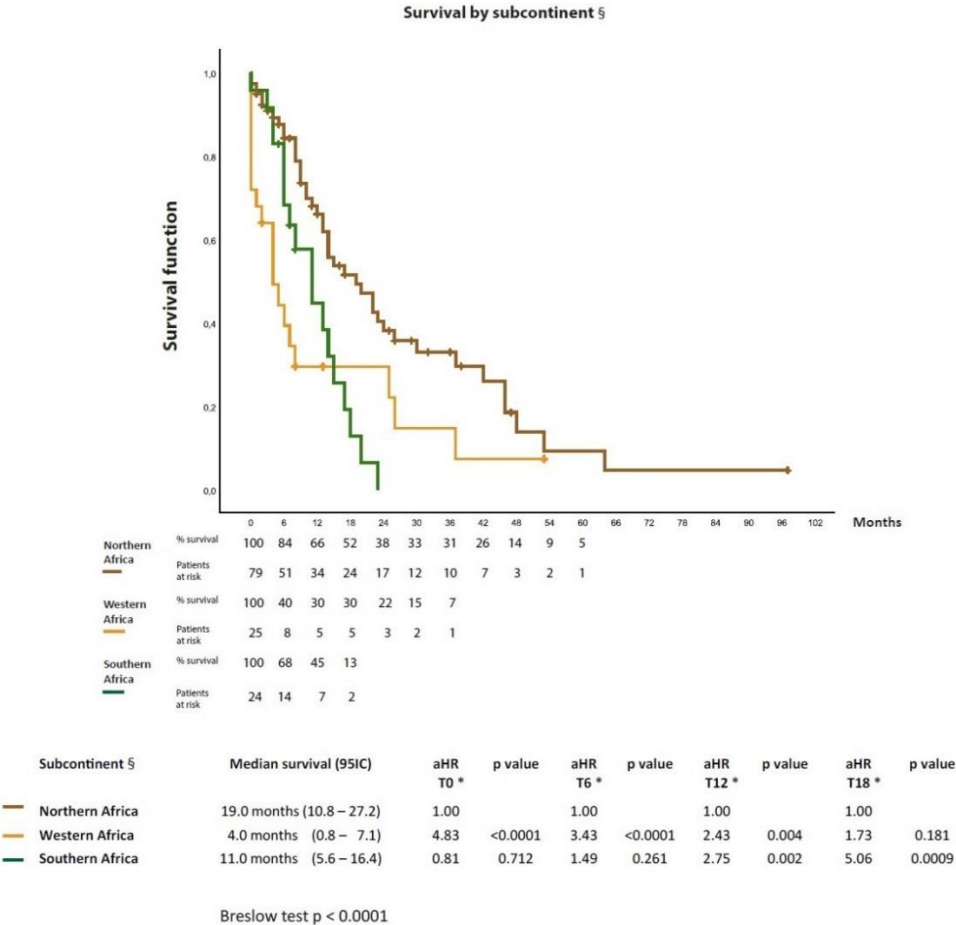 Survival by subcontinent §
Survival function
1,0
0,8
0,6
0,4
0,2
0,0
0 6 12 18 24 30 36 42 48 54 60 66 72 78 84 90 96 102 Months
Northern Africa % survival 100 84 66 52 38 33 31 26 14 9 5
Patients at risk 79 51 34 24 17 12 10 7 3 2 1
Western Africa % survival 100 40 30 30 22 15 7
Patients at risk 25 8 5 5 3 2 1
Southern Africa % survival 100 68 45 13
Patients at risk 24 14 7 2
Subcontinent § Median survival (95IC) aHR T0 * p value aHR T6 * p value aHR T12 * p value aHR T18 * p value
Northern Africa 19.0 months (10.8 – 27.2) 1.00 1.00 1.00 1.00
Western Africa 4.0 months (0.8 – 7.1) 4.83 <0.0001 3.43 <0.0001 2.43 0.004 1.73 0.181
Southern Africa 11.0 months (5.6 – 16.4) 0.81 0.712 1.49 0.261 2.75 0.002 5.06 0.0009
Breslow test p < 0.0001